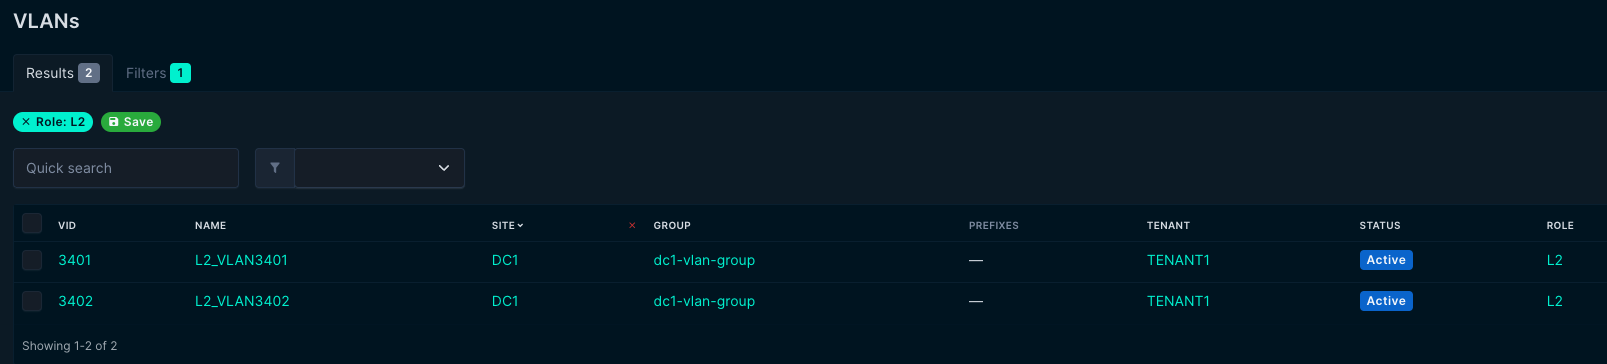 VLANs
Results 2 Filters 1
× Role: L2 Save
Quick search
VID NAME SITE × GROUP PREFIXES TENANT STATUS ROLE
3401 L2_VLAN3401 DC1 dc1-vlan-group — TENANT1 Active L2
3402 L2_VLAN3402 DC1 dc1-vlan-group — TENANT1 Active L2
Showing 1-2 of 2